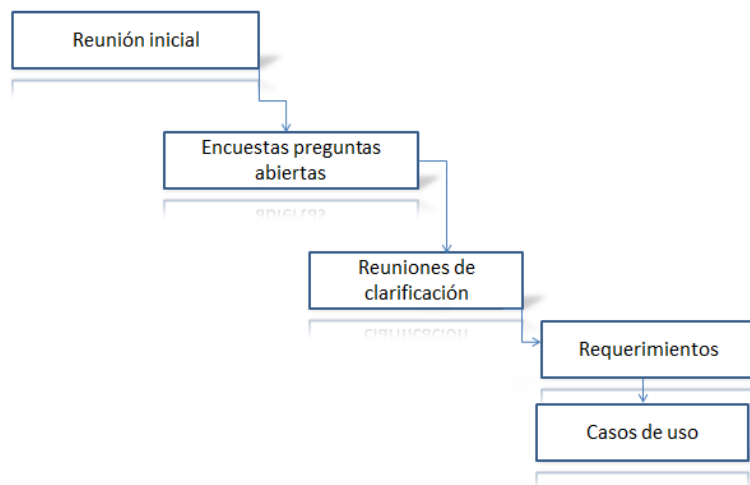 Reunión inicial
Encuestas preguntas
abiertas
Reuniones de
clarificación
Requerimientos
Casos de uso